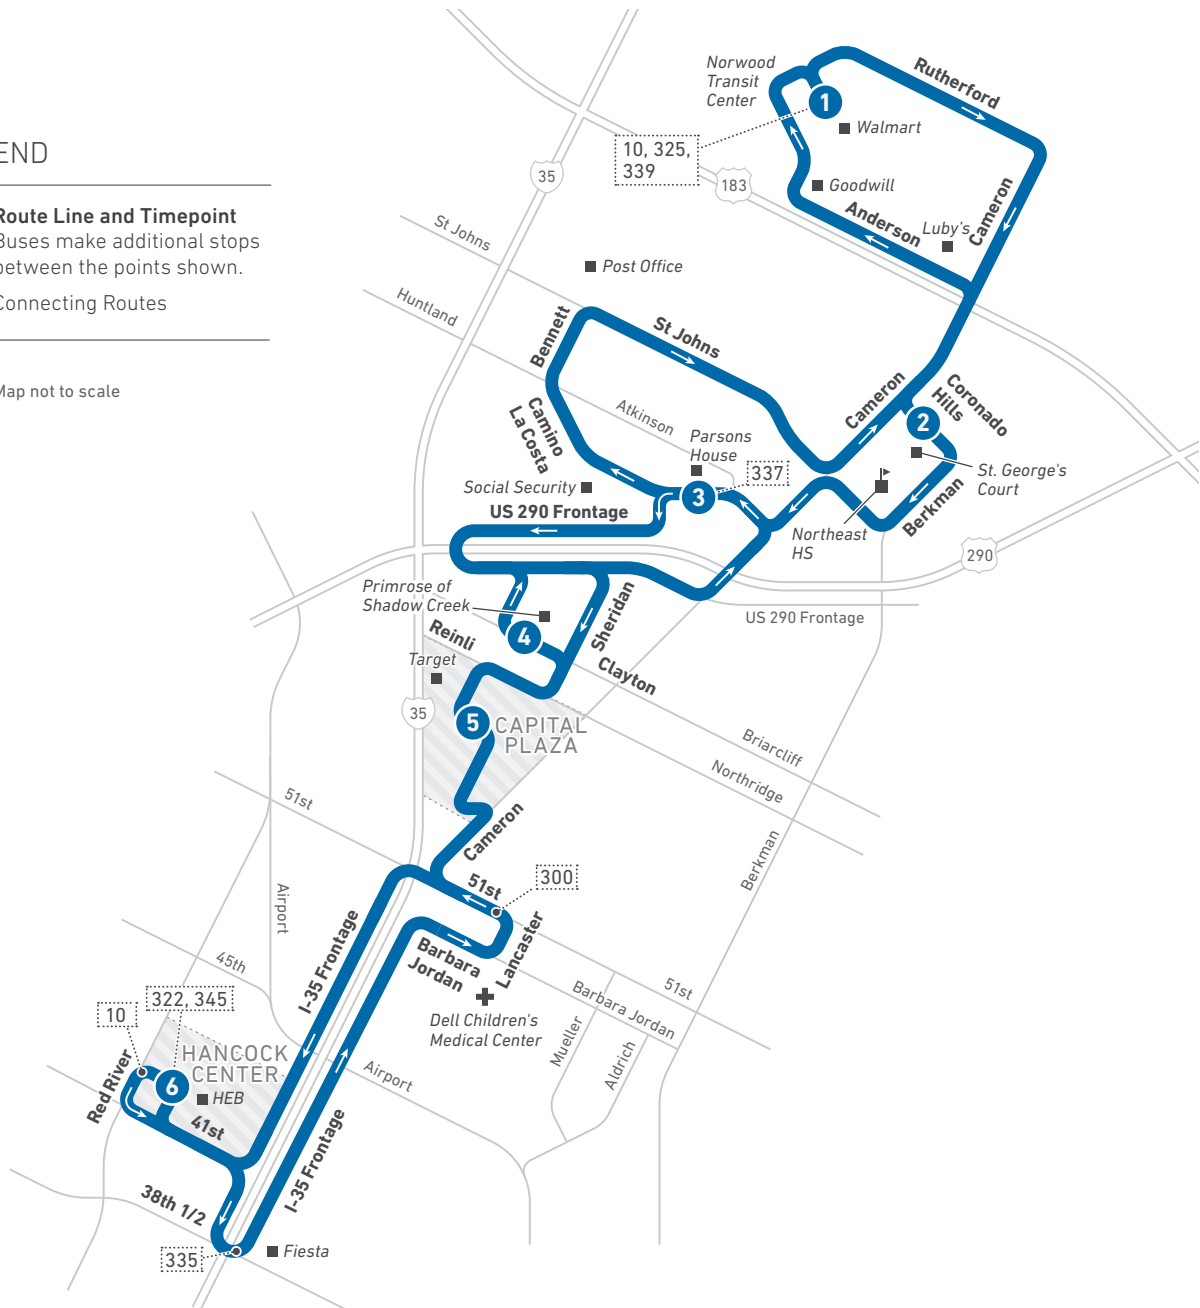 END
Route Line and Timepoint
Buses make additional stops
between the points shown.
Connecting Routes
Map not to scale
Norwood
Transit
Center
1
Walmart
Rutherford
10, 325,
339
183
35
Goodwill
Anderson
Luby's
Cameron
St Johns
Post Office
Huntland
Bennett
St Johns
Camino
La Costa
Atkinson
Cameron
Coronado
Hills
2
Parsons
House
337
St. George's
Court
Social Security
3
US 290 Frontage
Northeast
HS
Berkman
290
US 290 Frontage
Primrose of
Shadow Creek
4
Sheridan
Reinli
Target
Clayton
35
5
CAPITAL
PLAZA
Briarcliff
Northridge
51st
Cameron
Berkman
51st
300
Airport
I-35 Frontage
Barbara
Jordan
Lancaster
45th
51st
Barbara Jordan
Dell Children's
Medical Center
Mueller
Aldrich
322, 345
10
HANCOCK
CENTER
6
HEB
Red River
41st
Airport
I-35 Frontage
38th 1/2
335
Fiesta